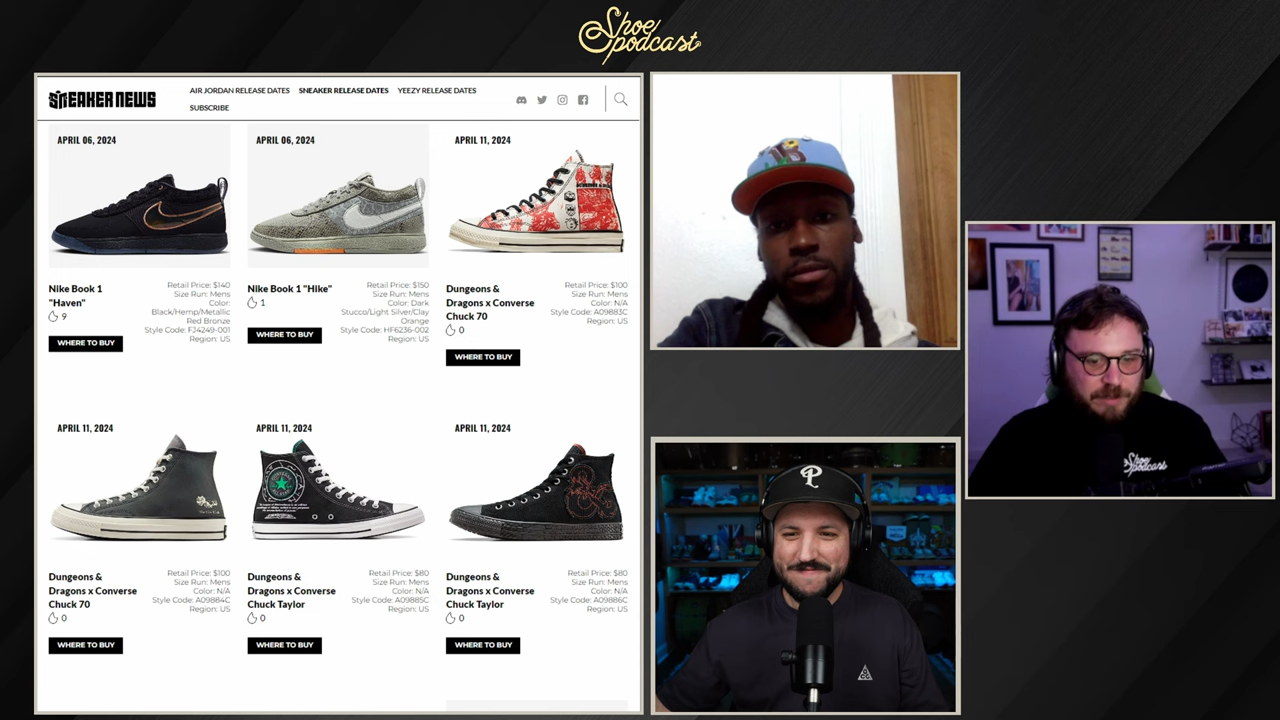 Shoe
podcast
SNEAKER NEWS
AIR JORDAN RELEASE DATES SNEAKER RELEASE DATES YEEZY RELEASE DATES
SUBSCRIBE
APRIL 06, 2024
Nike Book 1
"Haven"
9
WHERE TO BUY
Retail Price: $140
Size Run: Mens
Color:
Black/Hemp/Metallic
Red Bronze
Style Code: FJ4249-001
Region: US
APRIL 06, 2024
Nike Book 1 "Hike"
1
WHERE TO BUY
Retail Price: $150
Size Run: Mens
Color: Dark
Stucco/Light Silver/Clay
Orange
Style Code: HF6236-002
Region: US
APRIL 11, 2024
Dungeons &
Dragons x Converse
Chuck 70
0
WHERE TO BUY
Retail Price: $100
Size Run: Mens
Color: N/A
Style Code: A09883C
Region: US
APRIL 11, 2024
Dungeons &
Dragons x Converse
Chuck 70
0
WHERE TO BUY
Retail Price: $100
Size Run: Mens
Color: N/A
Style Code: A09884C
Region: US
APRIL 11, 2024
Dungeons &
Dragons x Converse
Chuck Taylor
0
WHERE TO BUY
Retail Price: $80
Size Run: Mens
Color: N/A
Style Code: A09885C
Region: US
APRIL 11, 2024
Dungeons &
Dragons x Converse
Chuck Taylor
0
WHERE TO BUY
Retail Price: $80
Size Run: Mens
Color: N/A
Style Code: A09886C
Region: US
Shoe
podcast
P